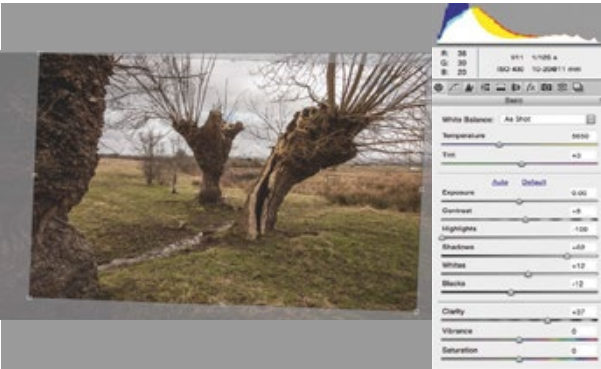 R: 36
G: 30
B: 20
f/11 1/125 s
ISO 400 10-20@11 mm
Basic
White Balance: As Shot
Temperature 5650
Tint +3
Auto Default
Exposure 0.00
Contrast +8
Highlights -100
Shadows
Whites +12
Blacks -12
Clarity +37
Vibrance 0
Saturation 0